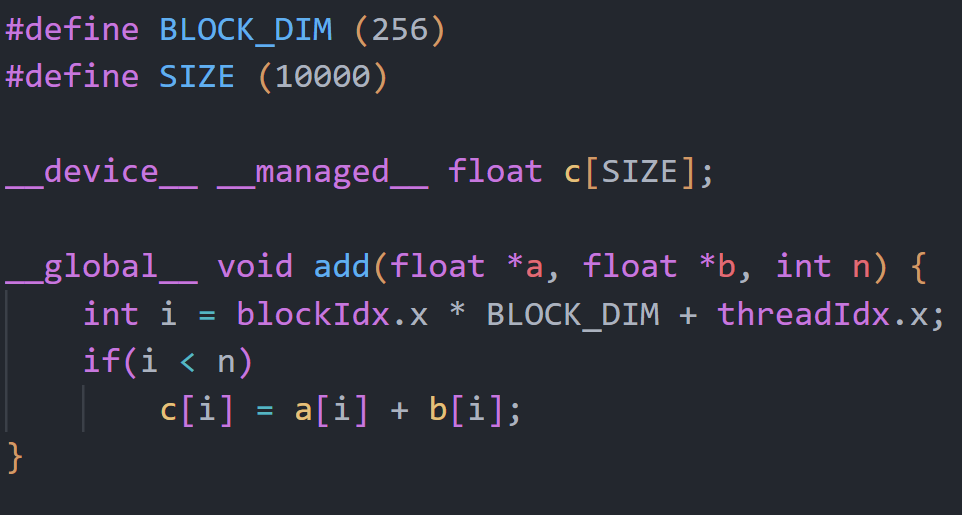 #define BLOCK_DIM (256)
#define SIZE (10000)
__device__ __managed__ float c[SIZE];
__global__ void add(float *a, float *b, int n) {
    int i = blockIdx.x * BLOCK_DIM + threadIdx.x;
    if(i < n)
        c[i] = a[i] + b[i];
}